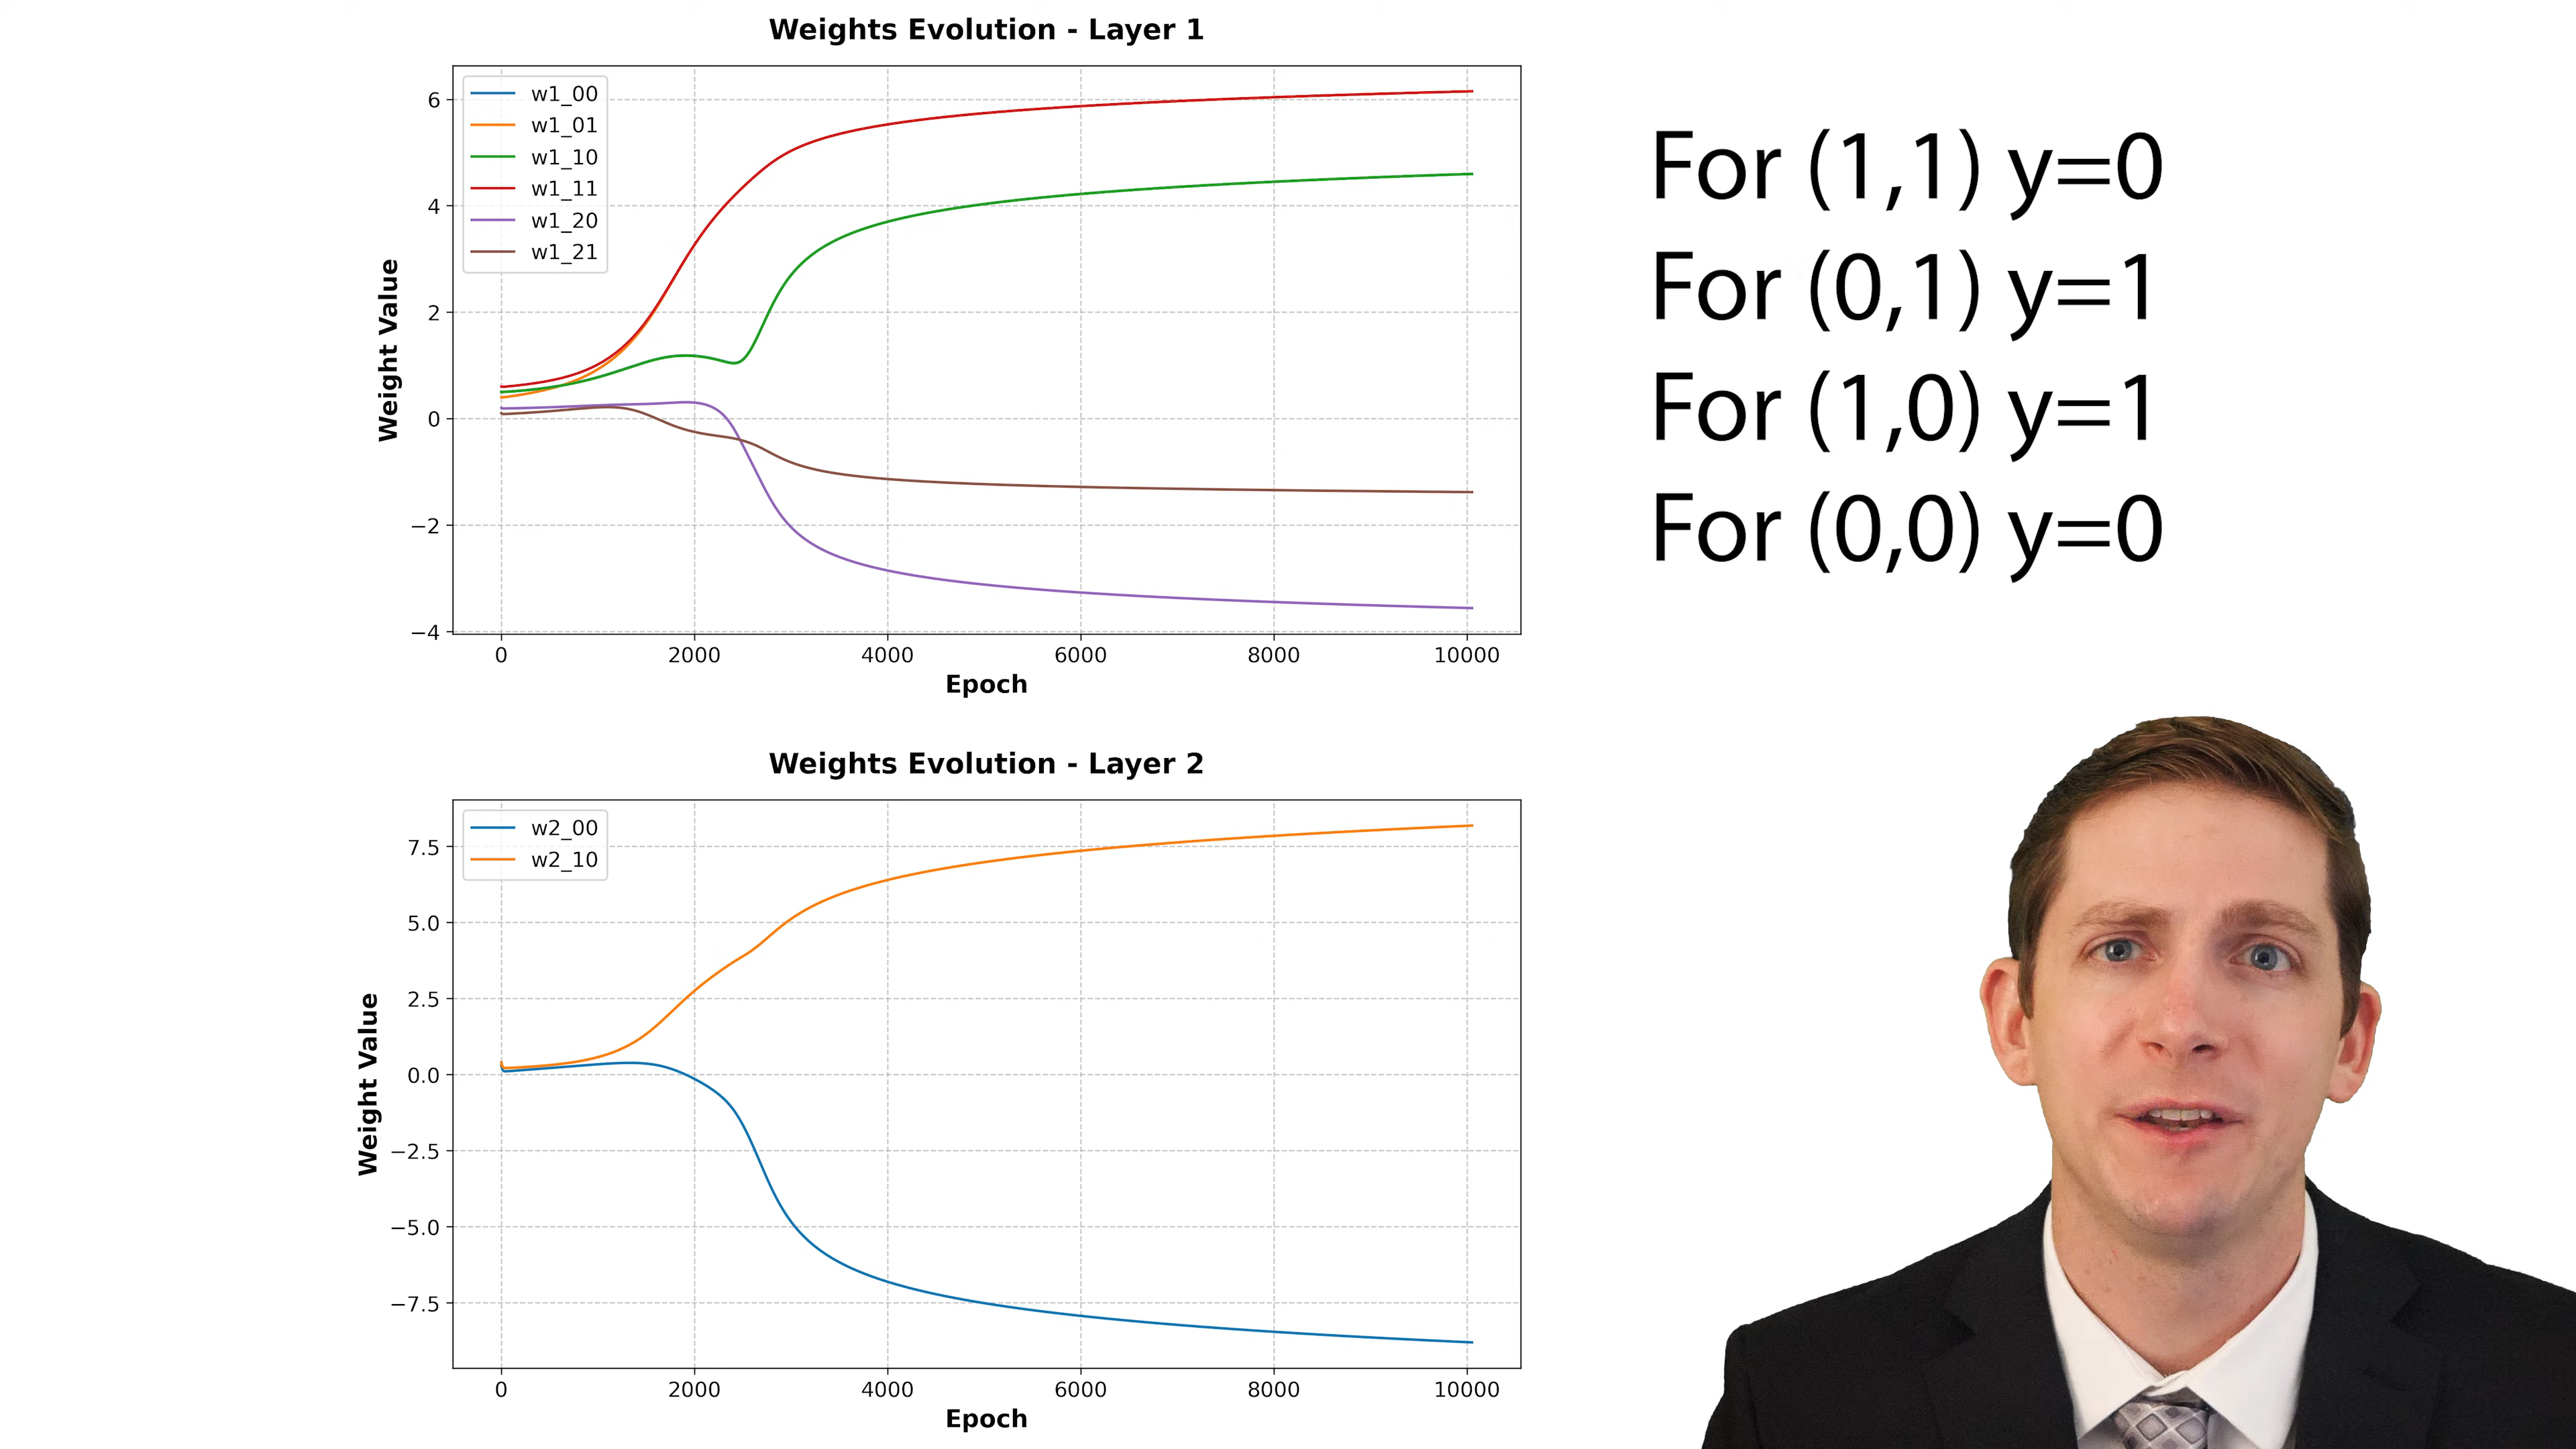 Weights Evolution - Layer 1
w1_00
w1_01
w1_10
w1_11
w1_20
w1_21
Weight Value
6
4
2
0
−2
−4
0 2000 4000 6000 8000 10000
Epoch
For (1,1) y=0
For (0,1) y=1
For (1,0) y=1
For (0,0) y=0
Weights Evolution - Layer 2
w2_00
w2_10
Weight Value
7.5
5.0
2.5
0.0
−2.5
−5.0
−7.5
0 2000 4000 6000 8000 10000
Epoch